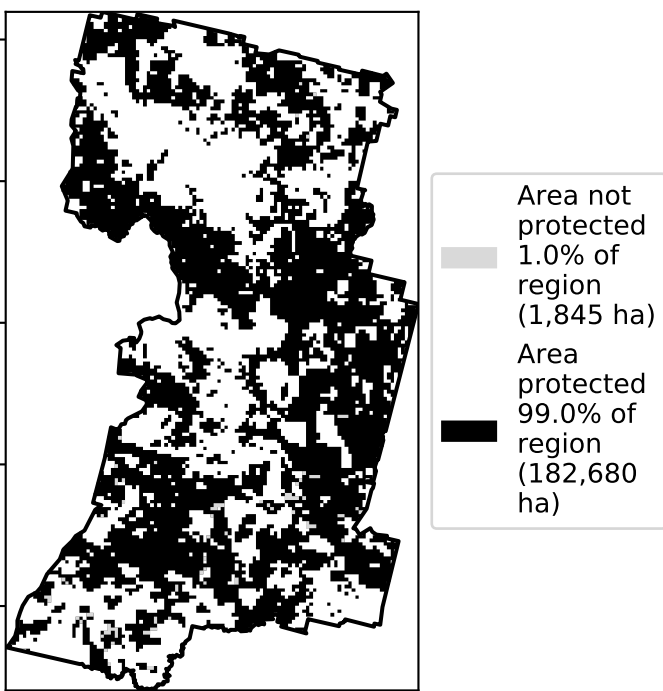 Area not
protected
1.0% of
region
(1,845 ha)
Area
protected
99.0% of
region
(182,680
ha)